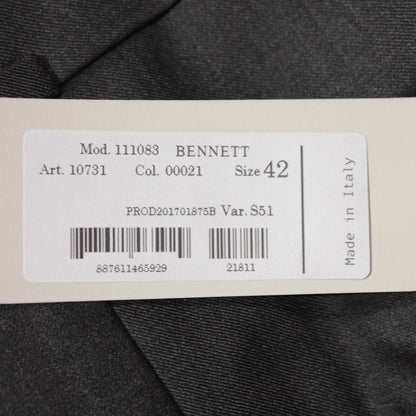 Mod. 111083 BENNETT
Art. 10731 Col. 00021 Size 42
PROD201701875B Var. S51
887611465929 21811
Made in Italy